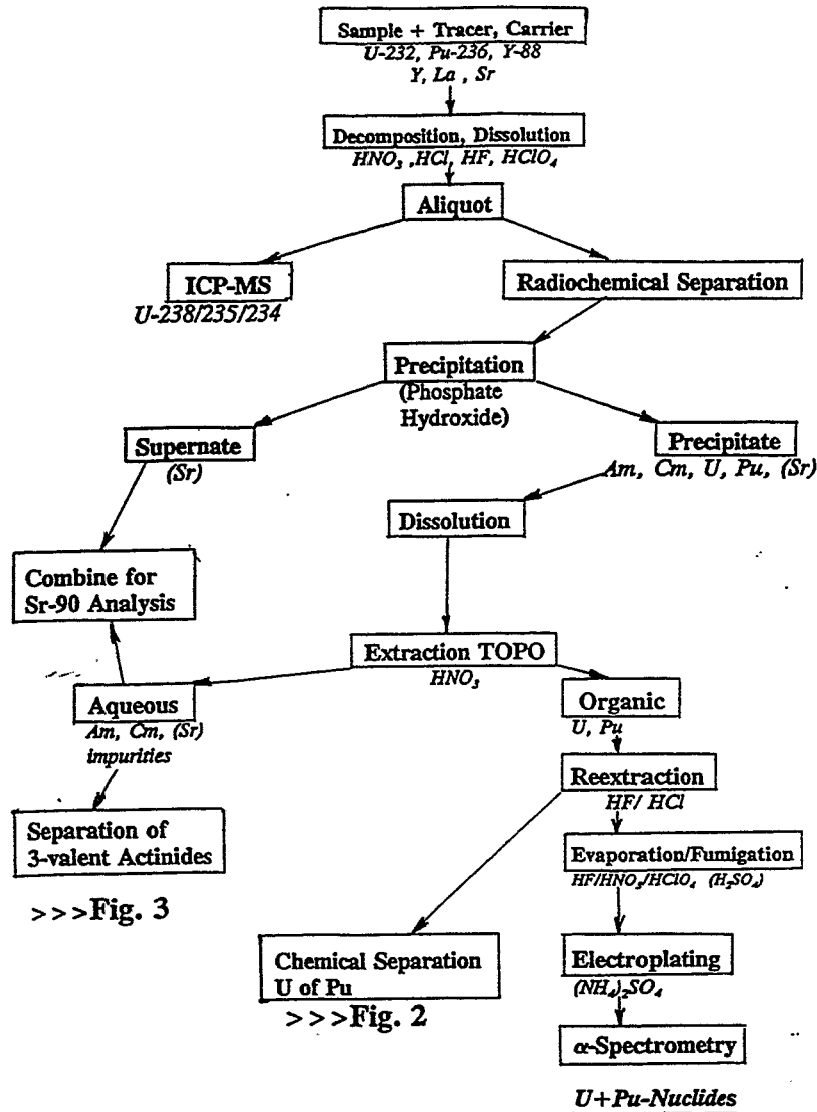 Sample + Tracer, Carrier
U-232, Pu-236, Y-88
Y, La , Sr
Decomposition, Dissolution
HNO₃ ,HCl, HF, HClO₄
Aliquot
ICP-MS
U-238/235/234
Radiochemical Separation
Precipitation
(Phosphate
Hydroxide)
Supernate
(Sr)
Precipitate
Am, Cm, U, Pu, (Sr)
Dissolution
Combine for
Sr-90 Analysis
Extraction TOPO
HNO₃
Aqueous
Am, Cm, (Sr)
impurities
Organic
U, Pu
Reextraction
HF/ HCl
Separation of
3-valent Actinides
>>>Fig. 3
Evaporation/Fumigation
HF/HNO₃/HClO₄ (H₂SO₄)
Chemical Separation
U of Pu
>>>Fig. 2
Electroplating
(NH₄)₂SO₄
α-Spectrometry
U+Pu-Nuclides